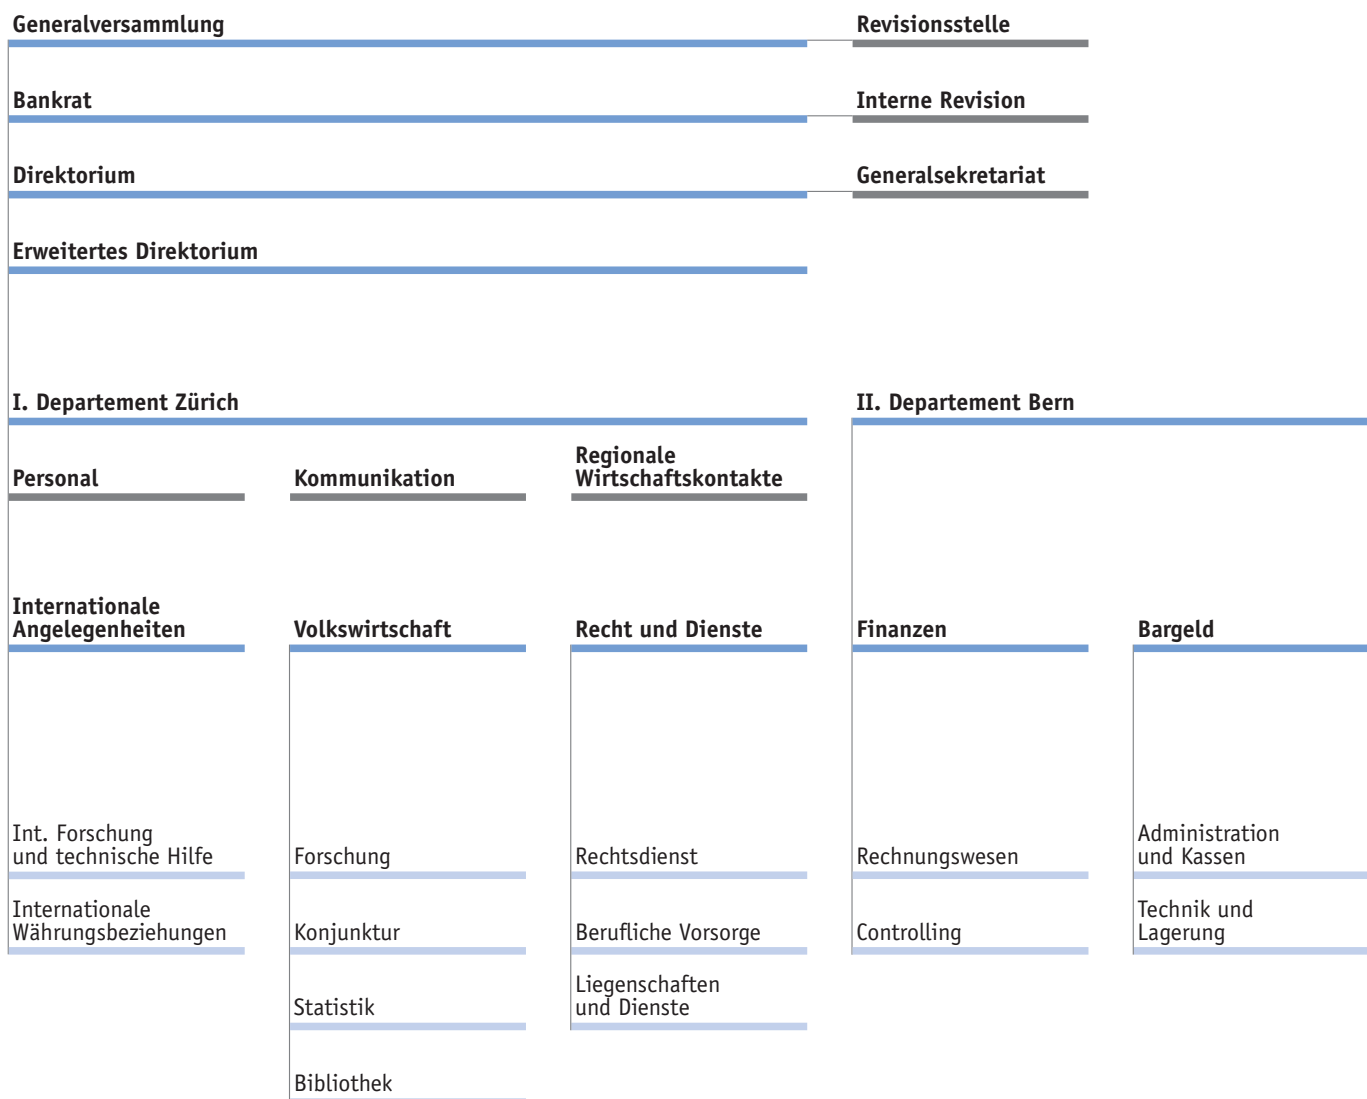 Generalversammlung
Revisionsstelle
Bankrat
Interne Revision
Direktorium
Generalsekretariat
Erweitertes Direktorium
I. Departement Zürich
II. Departement Bern
Personal
Kommunikation
Regionale
Wirtschaftskontakte
Internationale
Angelegenheiten
Volkswirtschaft
Recht und Dienste
Finanzen
Bargeld
Int. Forschung
und technische Hilfe
Forschung
Rechtsdienst
Rechnungswesen
Administration
und Kassen
Internationale
Währungsbeziehungen
Konjunktur
Berufliche Vorsorge
Controlling
Technik und
Lagerung
Statistik
Liegenschaften
und Dienste
Bibliothek